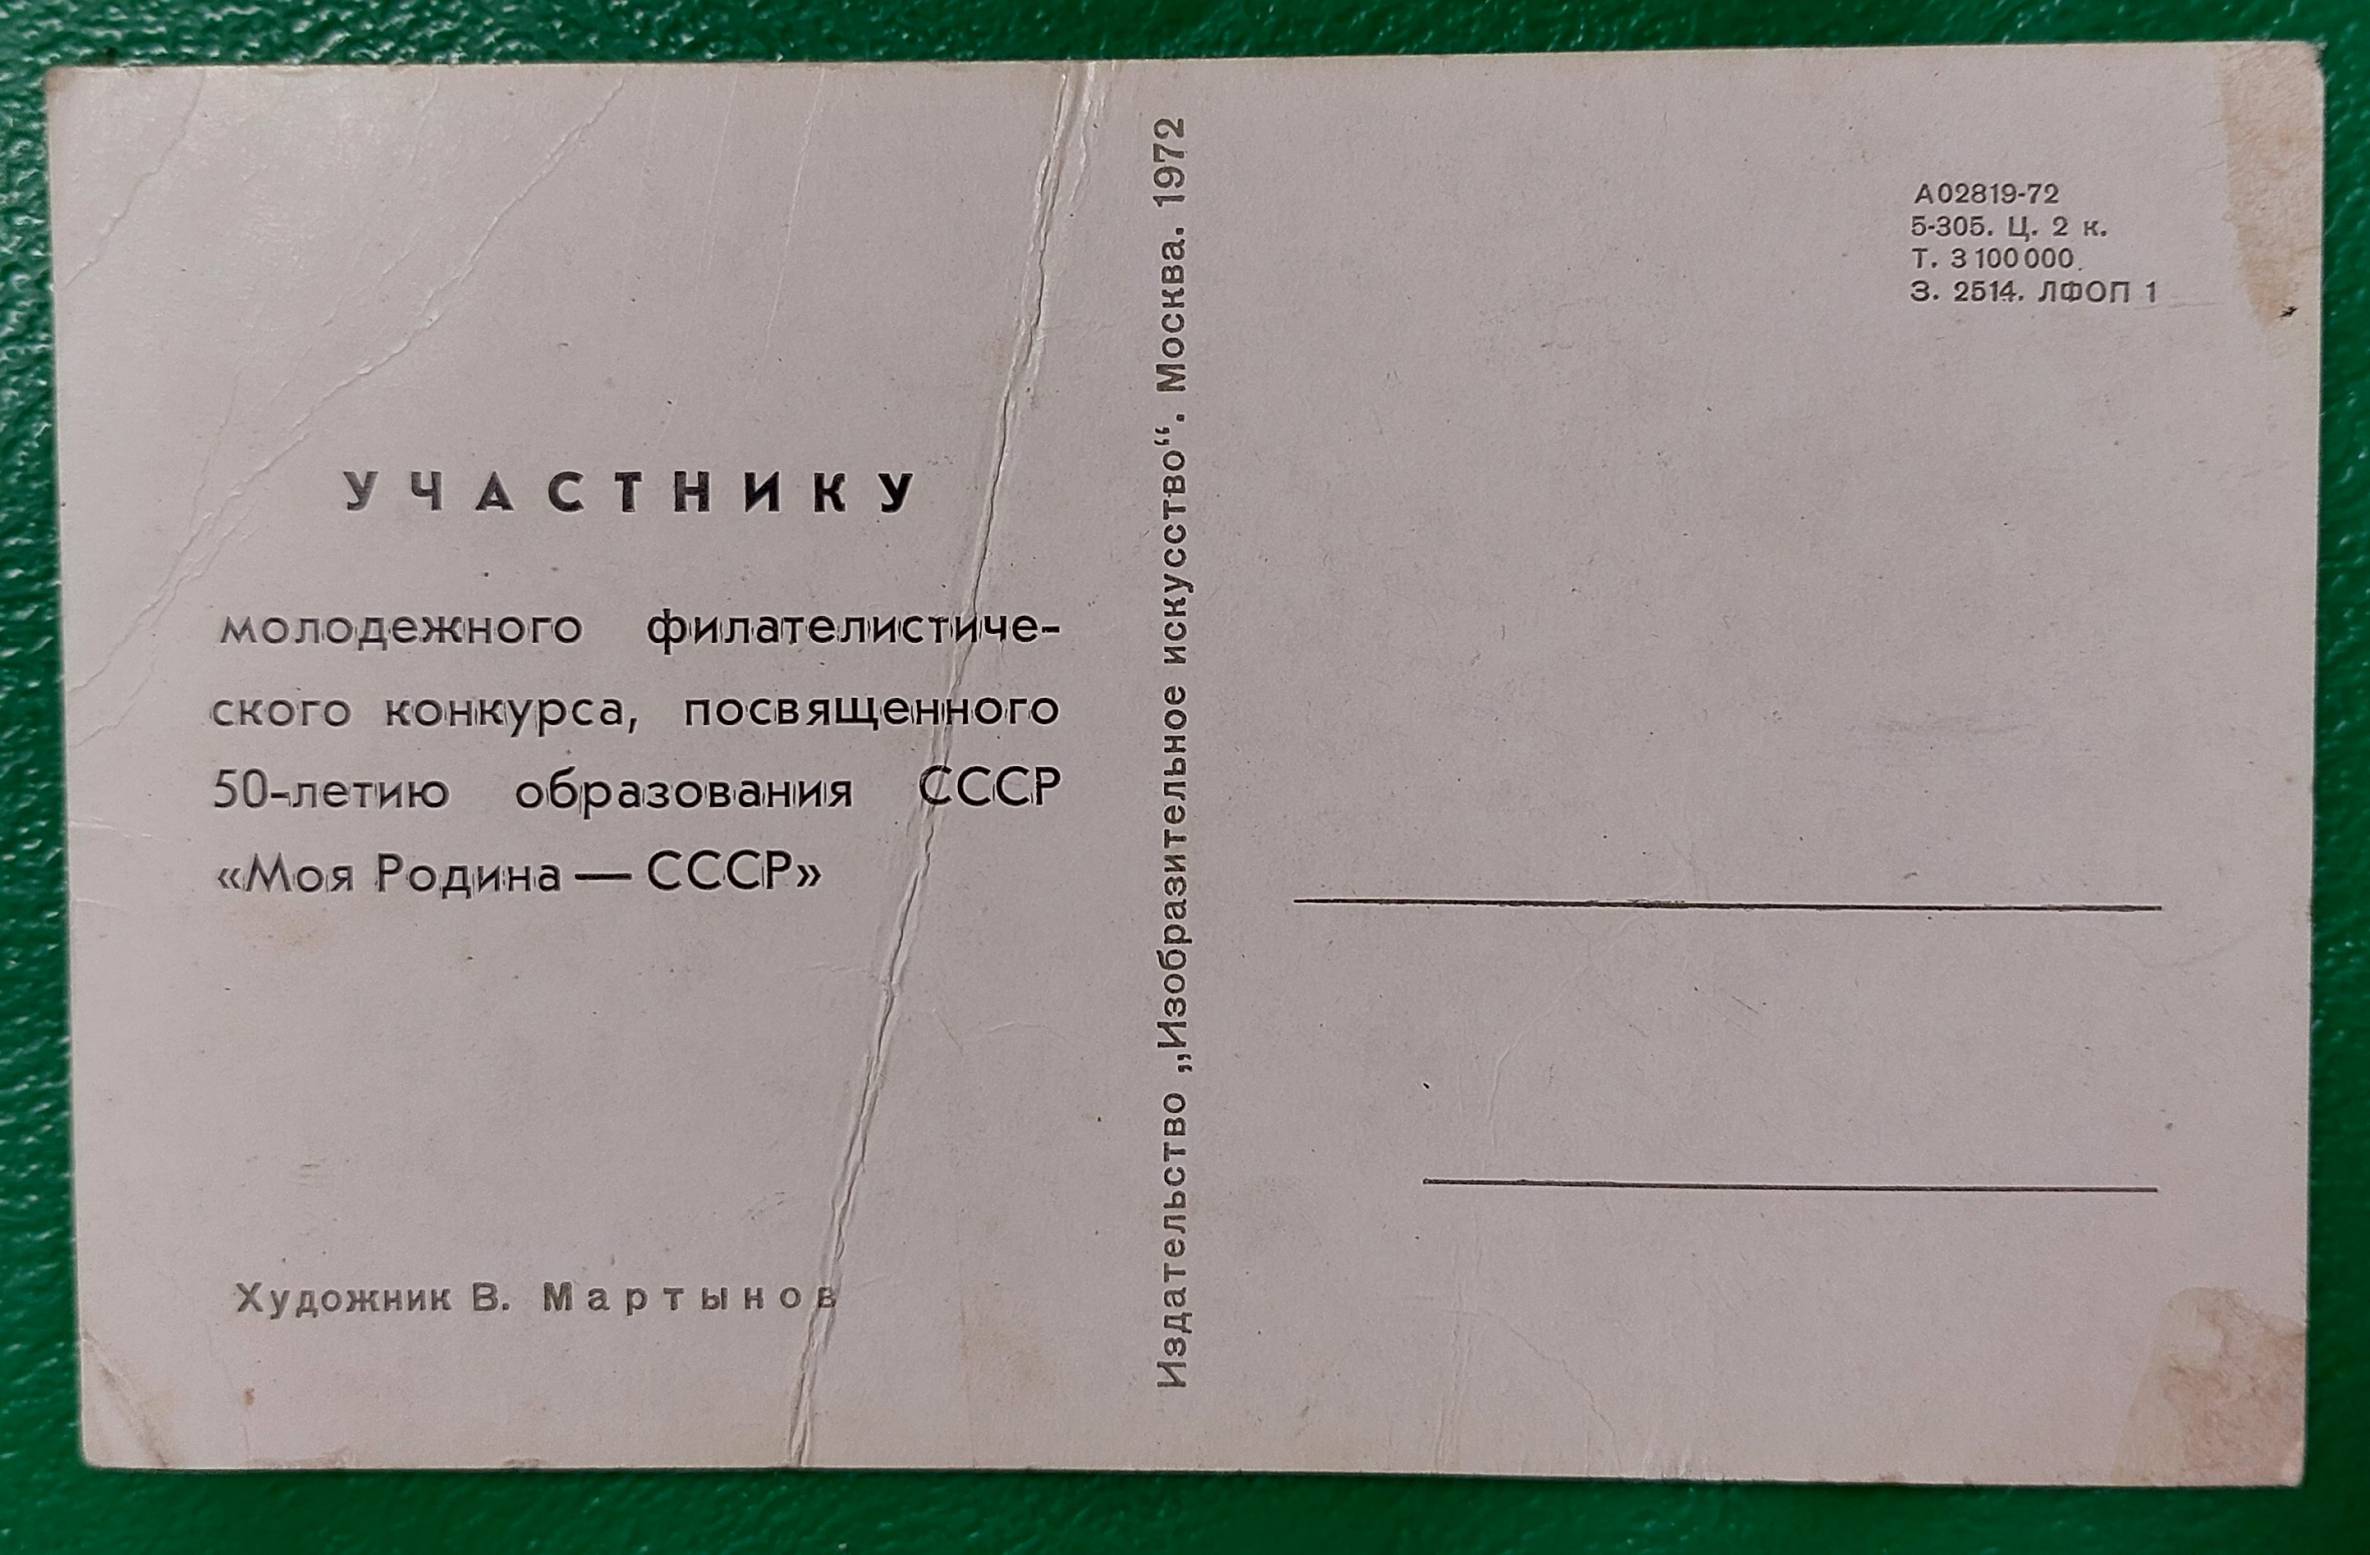 УЧАСТНИКУ
молодежного филателистиче-
ского конкурса, посвященного
50-летию образования СССР
«Моя Родина — СССР»
Художник В. Мартынов
Издательство „Изобразительное искусство“. Москва. 1972
А02819-72
5-305. Ц. 2 к.
Т. 3 100 000.
З. 2514. ЛФОП 1